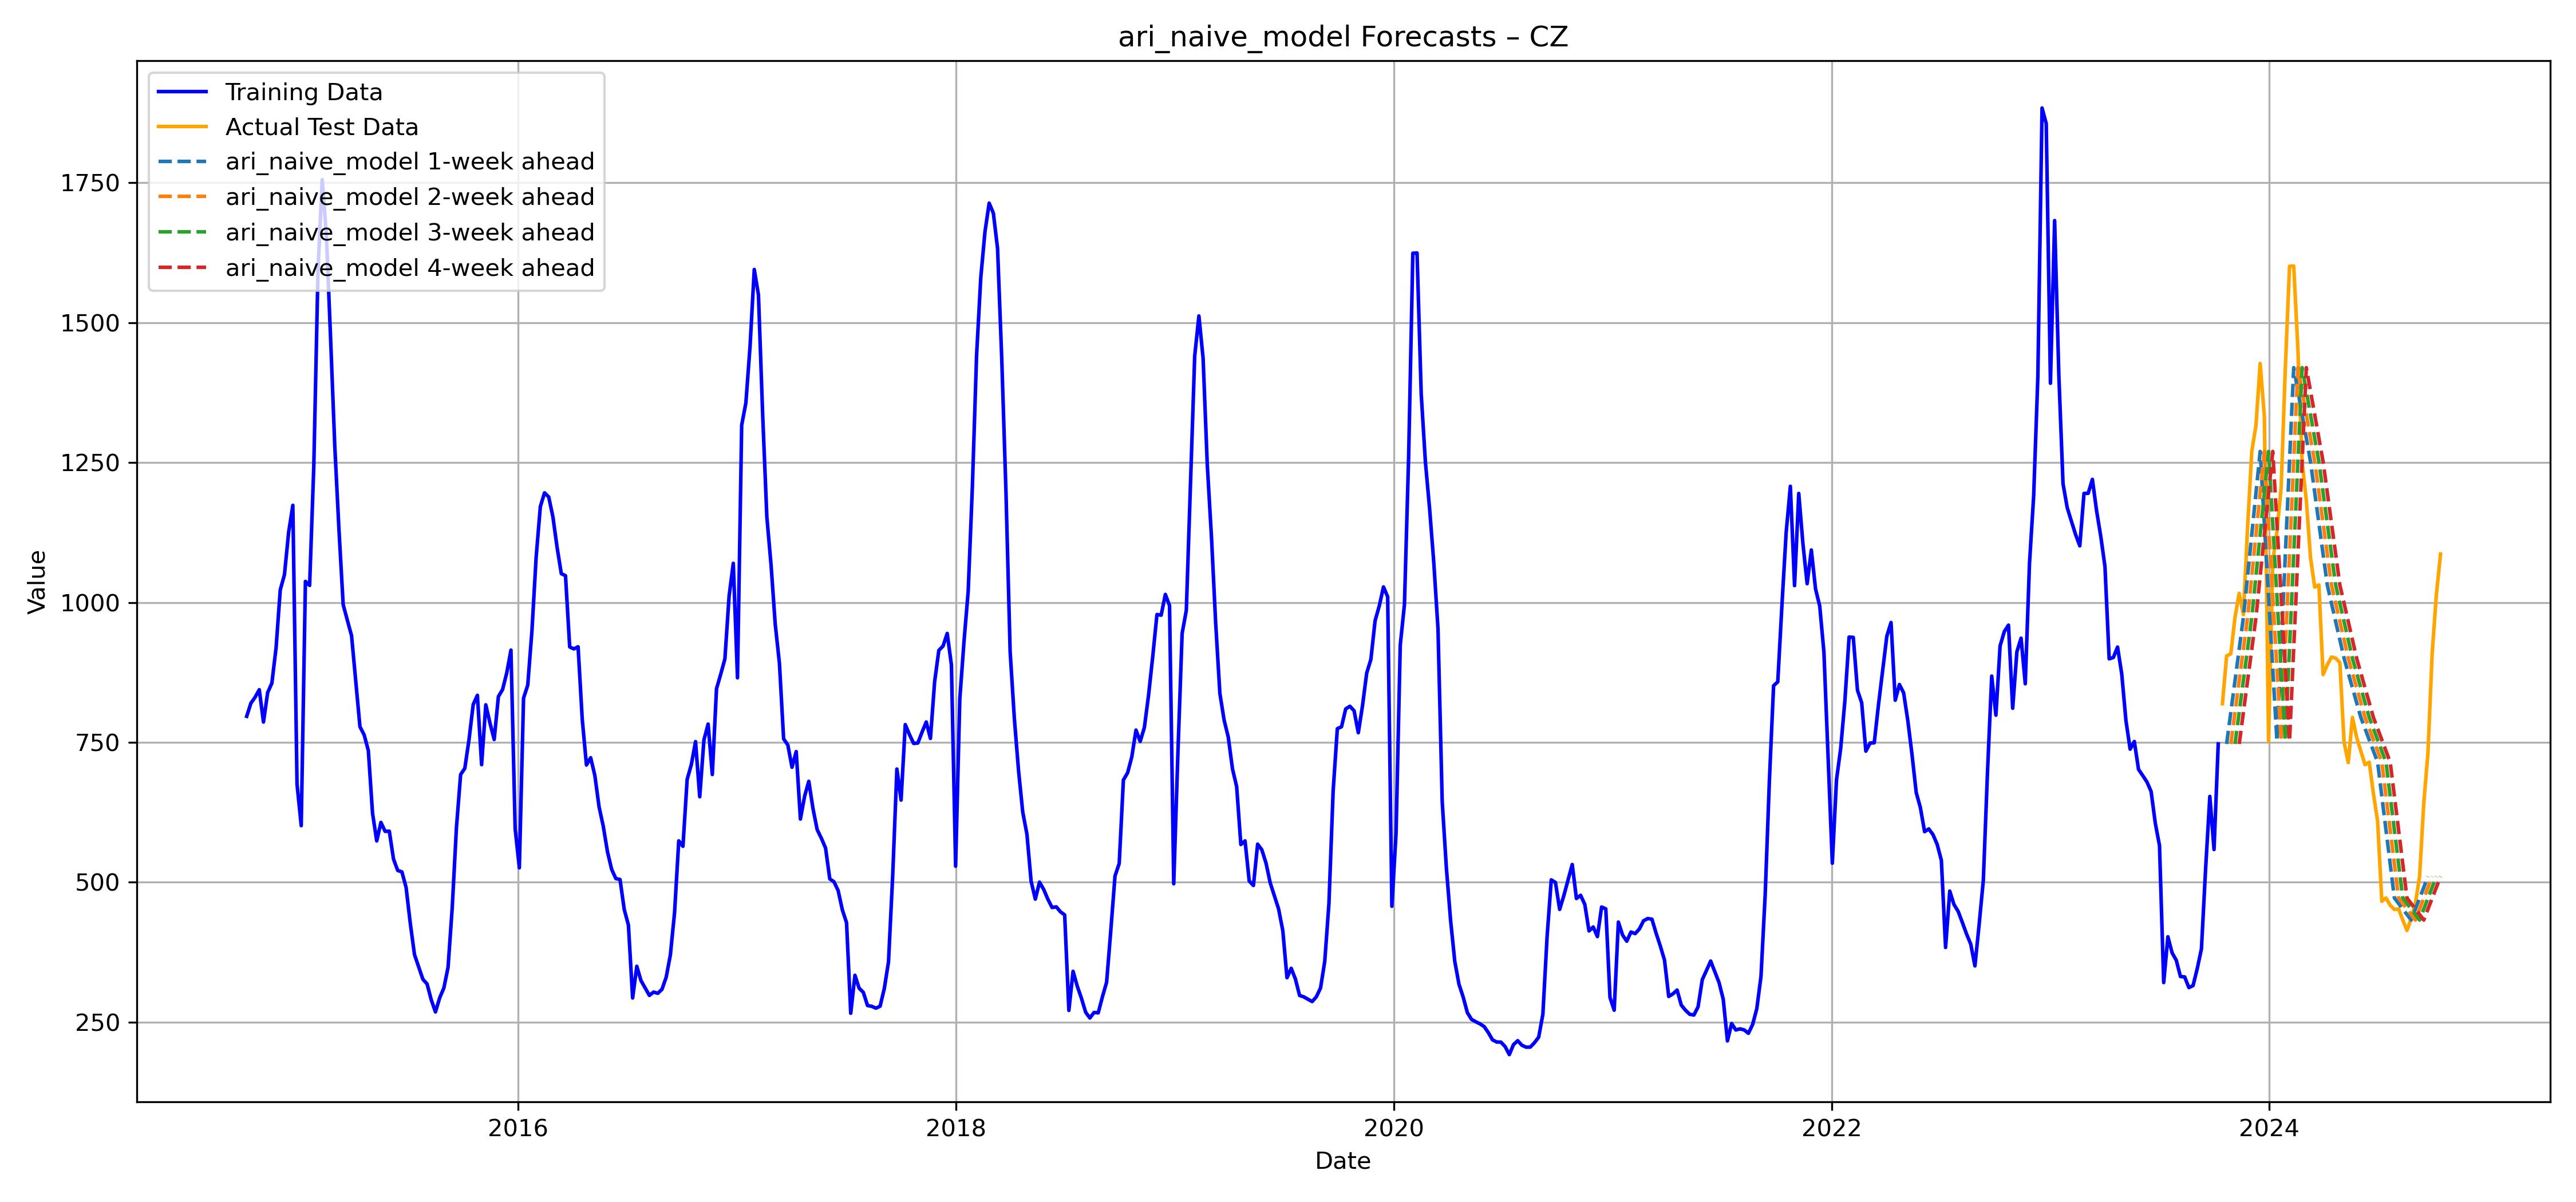 ari_naive_model Forecasts – CZ
Training Data
Actual Test Data
ari_naive_model 1-week ahead
ari_naive_model 2-week ahead
ari_naive_model 3-week ahead
ari_naive_model 4-week ahead
Value
1750
1500
1250
1000
750
500
250
2016
2018
2020
2022
2024
Date